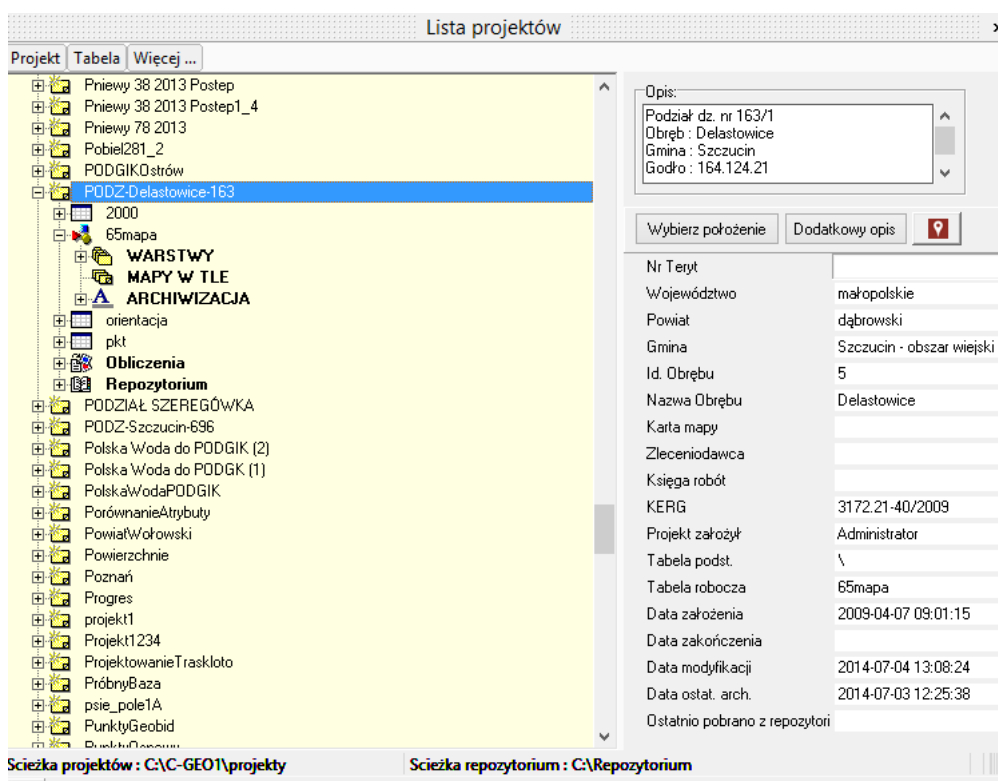 Lista projektów
Projekt Tabela Więcej ...
Pniewy 38 2013 Postep
Pniewy 38 2013 Postep1_4
Pniewy 78 2013
Pobiel281_2
PODGIKOstrów
PODZ-Delastowice-163
2000
65mapa
WARSTWY
MAPY W TLE
ARCHIWIZACJA
orientacja
pkt
Obliczenia
Repozytorium
PODZIAŁ SZEREGÓWKA
PODZ-Szczucin-696
Polska Woda do PODGIK (2)
Polska Woda do PODGK (1)
PolskaWodaPODGIK
PorównanieAtrybuty
PowiatWołowski
Powierzchnie
Poznań
Progres
projekt1
Projekt1234
ProjektowanieTraskloto
PróbnyBaza
psie_pole1A
PunktyGeobid
Opis:
Podział dz. nr 163/1
Obręb : Delastowice
Gmina : Szczucin
Godło : 164.124.21
Wybierz położenie Dodatkowy opis
Nr Teryt
Województwo małopolskie
Powiat dąbrowski
Gmina Szczucin - obszar wiejski
Id. Obrębu 5
Nazwa Obrębu Delastowice
Karta mapy
Zleceniodawca
Księga robót
KERG 3172.21-40/2009
Projekt założył Administrator
Tabela podst. \
Tabela robocza 65mapa
Data założenia 2009-04-07 09:01:15
Data zakończenia
Data modyfikacji 2014-07-04 13:08:24
Data ostat. arch. 2014-07-03 12:25:38
Ostatnio pobrano z repozytori
Scieżka projektów : C:\C-GEO1\projekty Scieżka repozytorium : C:\Repozytorium